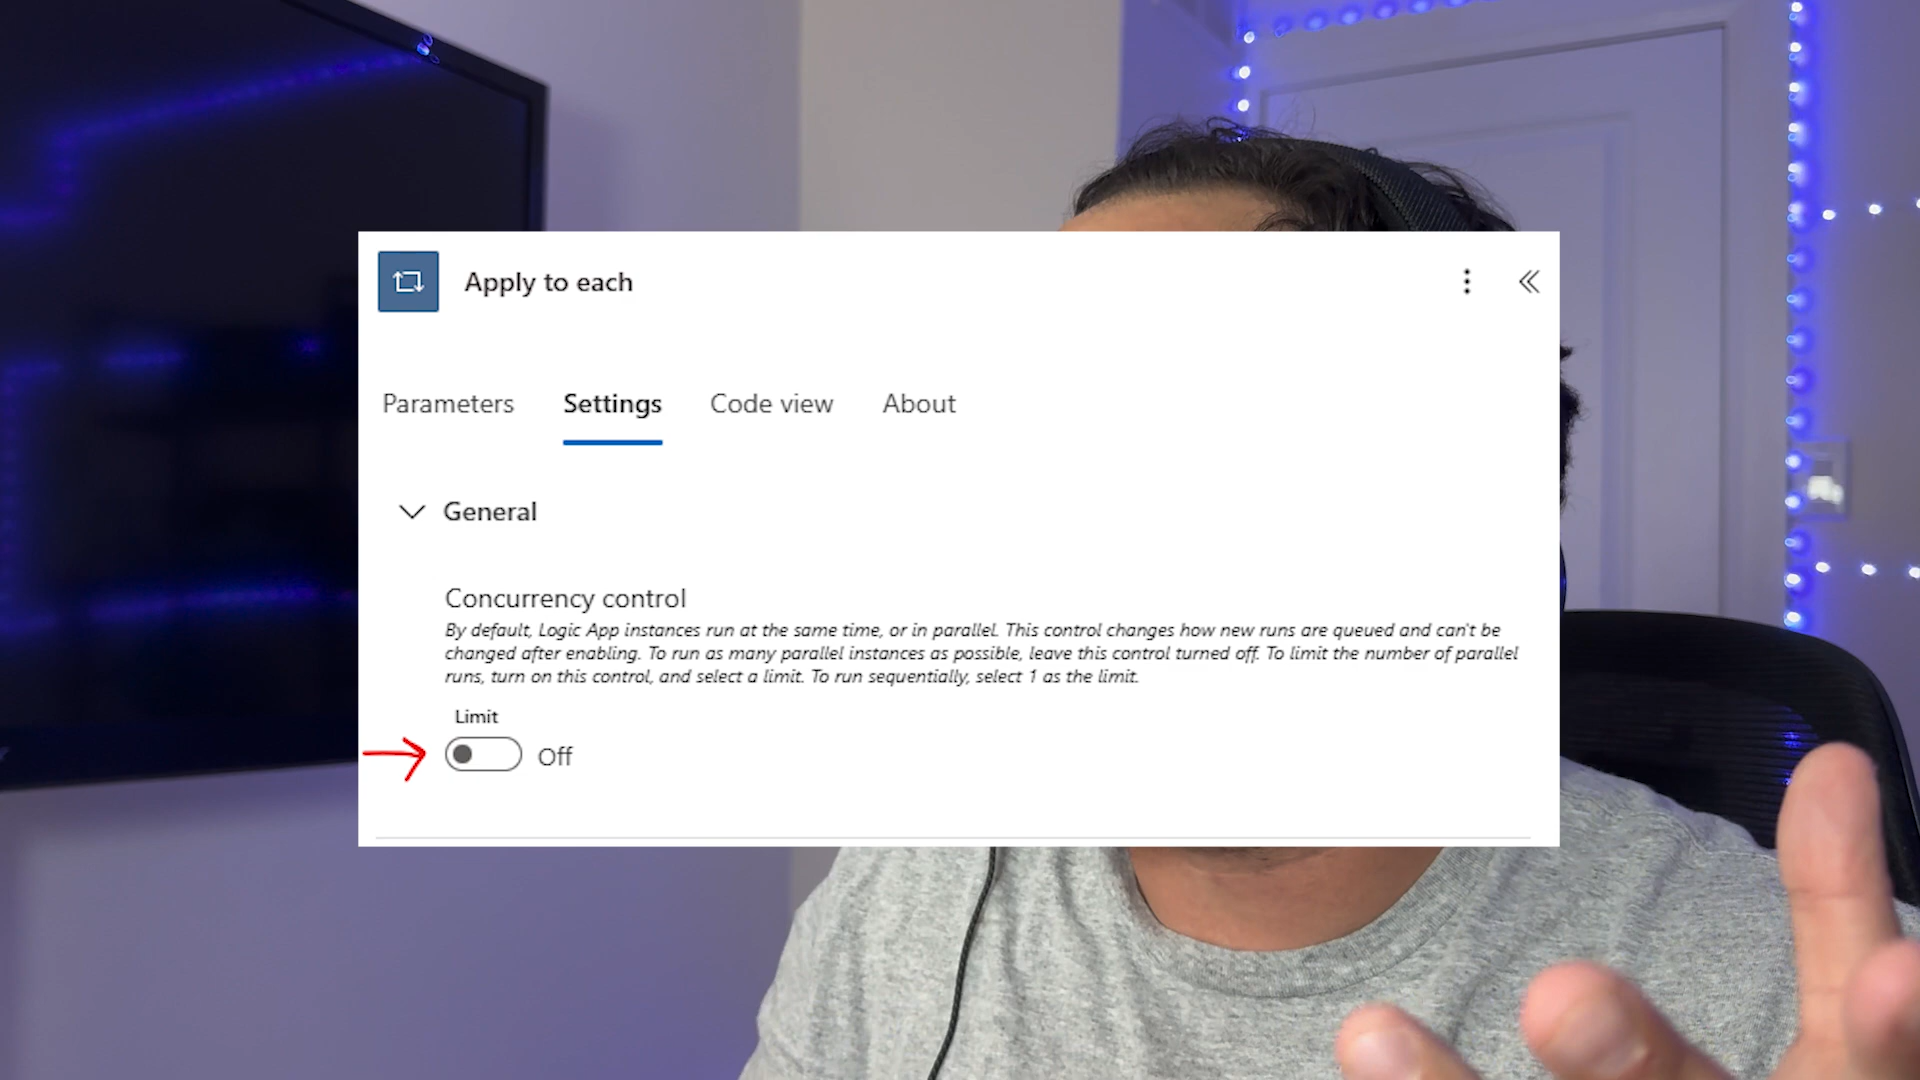 Apply to each
Parameters Settings Code view About
General
Concurrency control
By default, Logic App instances run at the same time, or in parallel. This control changes how new runs are queued and can't be
changed after enabling. To run as many parallel instances as possible, leave this control turned off. To limit the number of parallel
runs, turn on this control, and select a limit. To run sequentially, select 1 as the limit.
Limit
Off